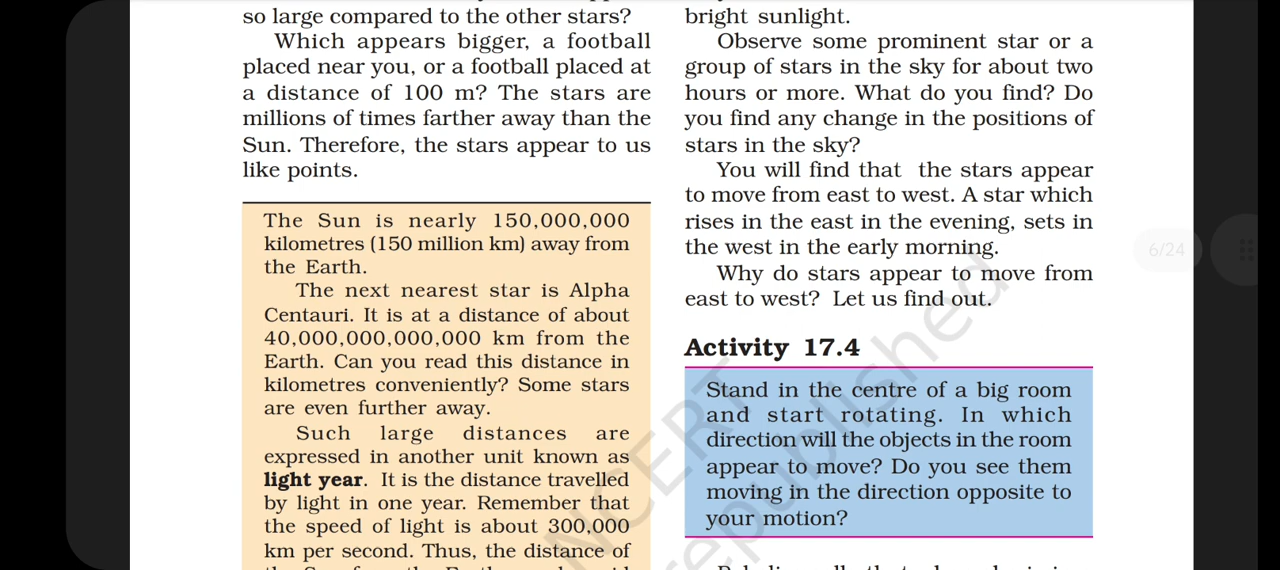 so large compared to the other stars?
Which appears bigger, a football
placed near you, or a football placed at
a distance of 100 m? The stars are
millions of times farther away than the
Sun. Therefore, the stars appear to us
like points.
The Sun is nearly 150,000,000
kilometres (150 million km) away from
the Earth.
The next nearest star is Alpha
Centauri. It is at a distance of about
40,000,000,000,000 km from the
Earth. Can you read this distance in
kilometres conveniently? Some stars
are even further away.
Such large distances are
expressed in another unit known as
light year. It is the distance travelled
by light in one year. Remember that
the speed of light is about 300,000
km per second. Thus, the distance of
bright sunlight.
Observe some prominent star or a
group of stars in the sky for about two
hours or more. What do you find? Do
you find any change in the positions of
stars in the sky?
You will find that the stars appear
to move from east to west. A star which
rises in the east in the evening, sets in
the west in the early morning.
Why do stars appear to move from
east to west? Let us find out.
Activity 17.4
Stand in the centre of a big room
and start rotating. In which
direction will the objects in the room
appear to move? Do you see them
moving in the direction opposite to
your motion?
6/24
NCERT
republished